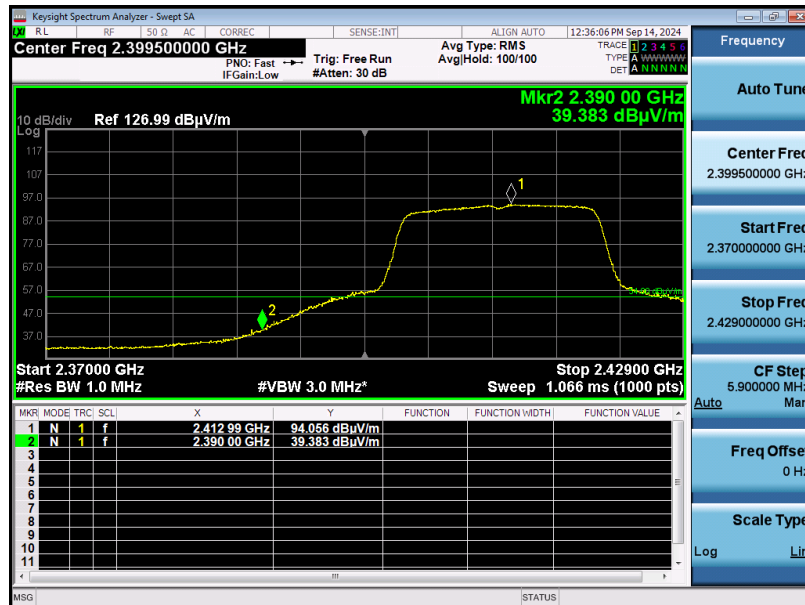 Keysight Spectrum Analyzer - Swept SA
LXI RL RF 50 Ω AC CORREC SENSE:INT ALIGN AUTO 12:36:06 PM Sep 14, 2024
Center Freq 2.399500000 GHz
PNO: Fast
IFGain:Low
Trig: Free Run
#Atten: 30 dB
Avg Type: RMS
Avg|Hold: 100/100
TRACE 1 2 3 4 5 6
TYPE A WWWWW
DET A N N N N N
Mkr2 2.390 00 GHz
39.383 dBµV/m
10 dB/div Ref 126.99 dBµV/m
Log
117
107
97.0
87.0
77.0
67.0
57.0
47.0
37.0
1
2
Start 2.37000 GHz Stop 2.42900 GHz
#Res BW 1.0 MHz #VBW 3.0 MHz* Sweep 1.066 ms (1000 pts)
MKR MODE TRC SCL X Y FUNCTION FUNCTION WIDTH FUNCTION VALUE
1 N 1 f 2.412 99 GHz 94.056 dBµV/m
2 N 1 f 2.390 00 GHz 39.383 dBµV/m
3
4
5
6
7
8
9
10
11
MSG STATUS
Frequency
Auto Tune
Center Freq
2.399500000 GHz
Start Freq
2.370000000 GHz
Stop Freq
2.429000000 GHz
CF Step
5.900000 MHz
Auto Man
Freq Offset
0 Hz
Scale Type
Log Lin